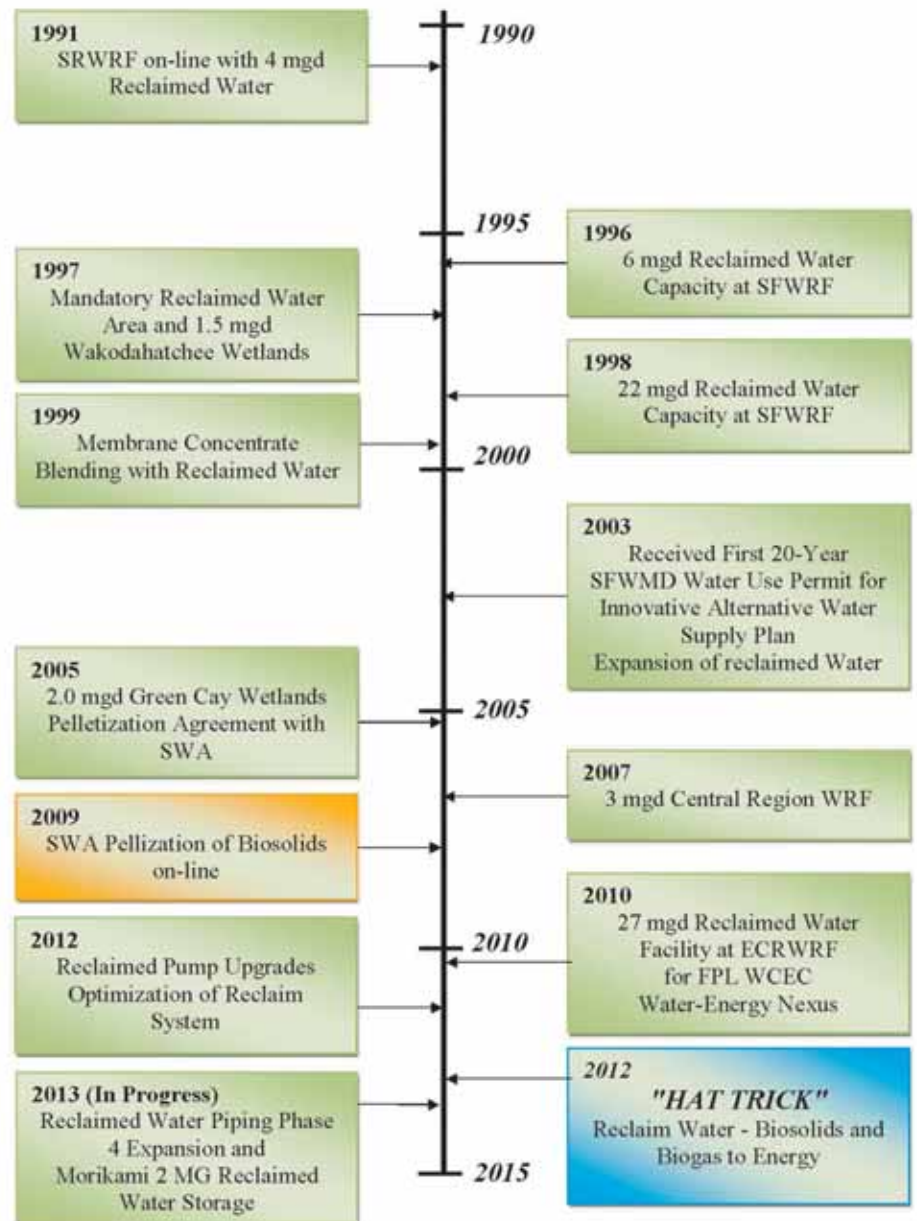 1990
1991
SRWRF on-line with 4 mgd
Reclaimed Water
1995
1996
6 mgd Reclaimed Water
Capacity at SFWRF
1997
Mandatory Reclaimed Water
Area and 1.5 mgd
Wakodahatchee Wetlands
1998
22 mgd Reclaimed Water
Capacity at SFWRF
1999
Membrane Concentrate
Blending with Reclaimed Water
2000
2003
Received First 20-Year
SFWMD Water Use Permit for
Innovative Alternative Water
Supply Plan
Expansion of reclaimed Water
2005
2.0 mgd Green Cay Wetlands
Pelletization Agreement with
SWA
2005
2007
3 mgd Central Region WRF
2009
SWA Pellization of Biosolids
on-line
2010
27 mgd Reclaimed Water
Facility at ECRWRF
for FPL WCEC
Water-Energy Nexus
2010
2012
Reclaimed Pump Upgrades
Optimization of Reclaim
System
2012
"HAT TRICK"
Reclaim Water - Biosolids and
Biogas to Energy
2013 (In Progress)
Reclaimed Water Piping Phase
4 Expansion and
Morikami 2 MG Reclaimed
Water Storage
2015